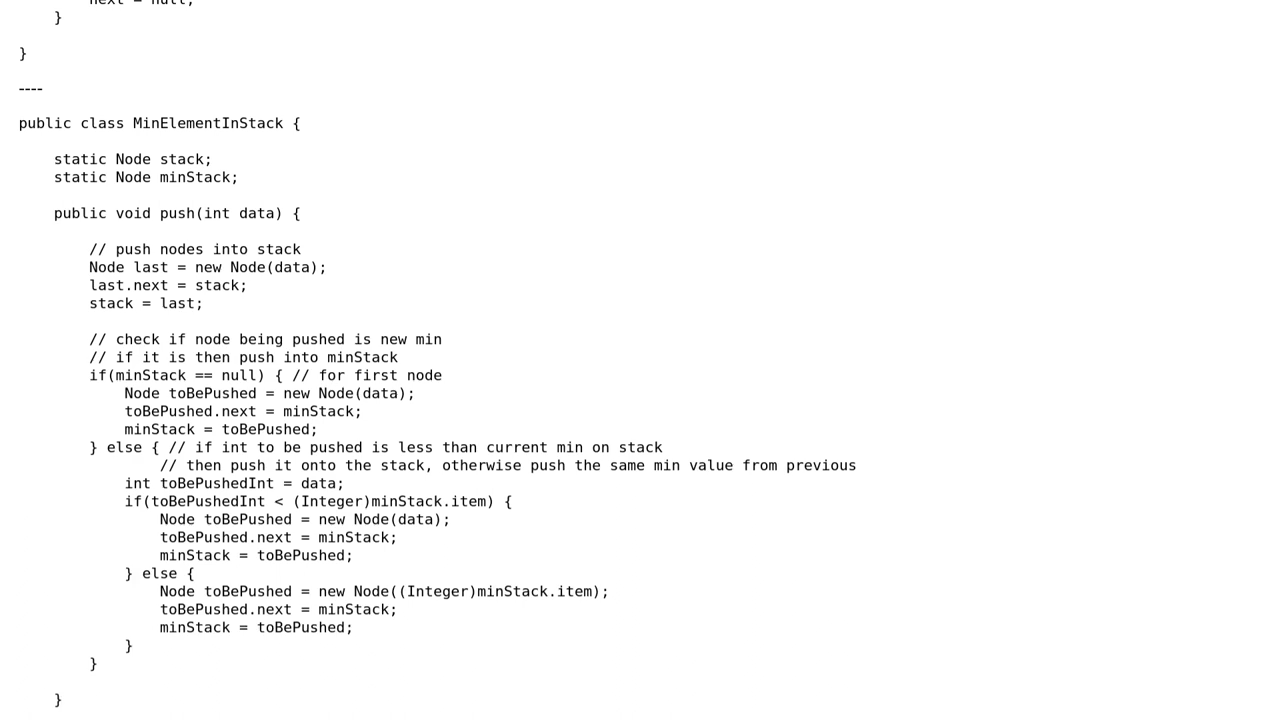 next = null;
}
}
----
public class MinElementInStack {
static Node stack;
static Node minStack;
public void push(int data) {
// push nodes into stack
Node last = new Node(data);
last.next = stack;
stack = last;
// check if node being pushed is new min
// if it is then push into minStack
if(minStack == null) { // for first node
Node toBePushed = new Node(data);
toBePushed.next = minStack;
minStack = toBePushed;
} else { // if int to be pushed is less than current min on stack
// then push it onto the stack, otherwise push the same min value from previous
int toBePushedInt = data;
if(toBePushedInt < (Integer)minStack.item) {
Node toBePushed = new Node(data);
toBePushed.next = minStack;
minStack = toBePushed;
} else {
Node toBePushed = new Node((Integer)minStack.item);
toBePushed.next = minStack;
minStack = toBePushed;
}
}
}